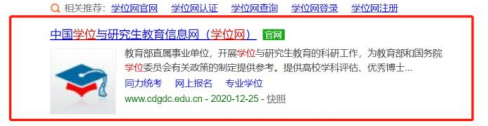 相关推荐：学位网官网 学位网认证 学位网查询 学位网登录 学位网注册
中国学位与研究生教育信息网（学位网） 官网
教育部直属事业单位，开展学位与研究生教育的科研工作，为教育部和国务院
学位委员会有关政策的制定提供参考。提供高校学科评估、优秀博士...
同力统考 网上报名 专业学位
www.cdgdc.edu.cn - 2020-12-25 - 快照